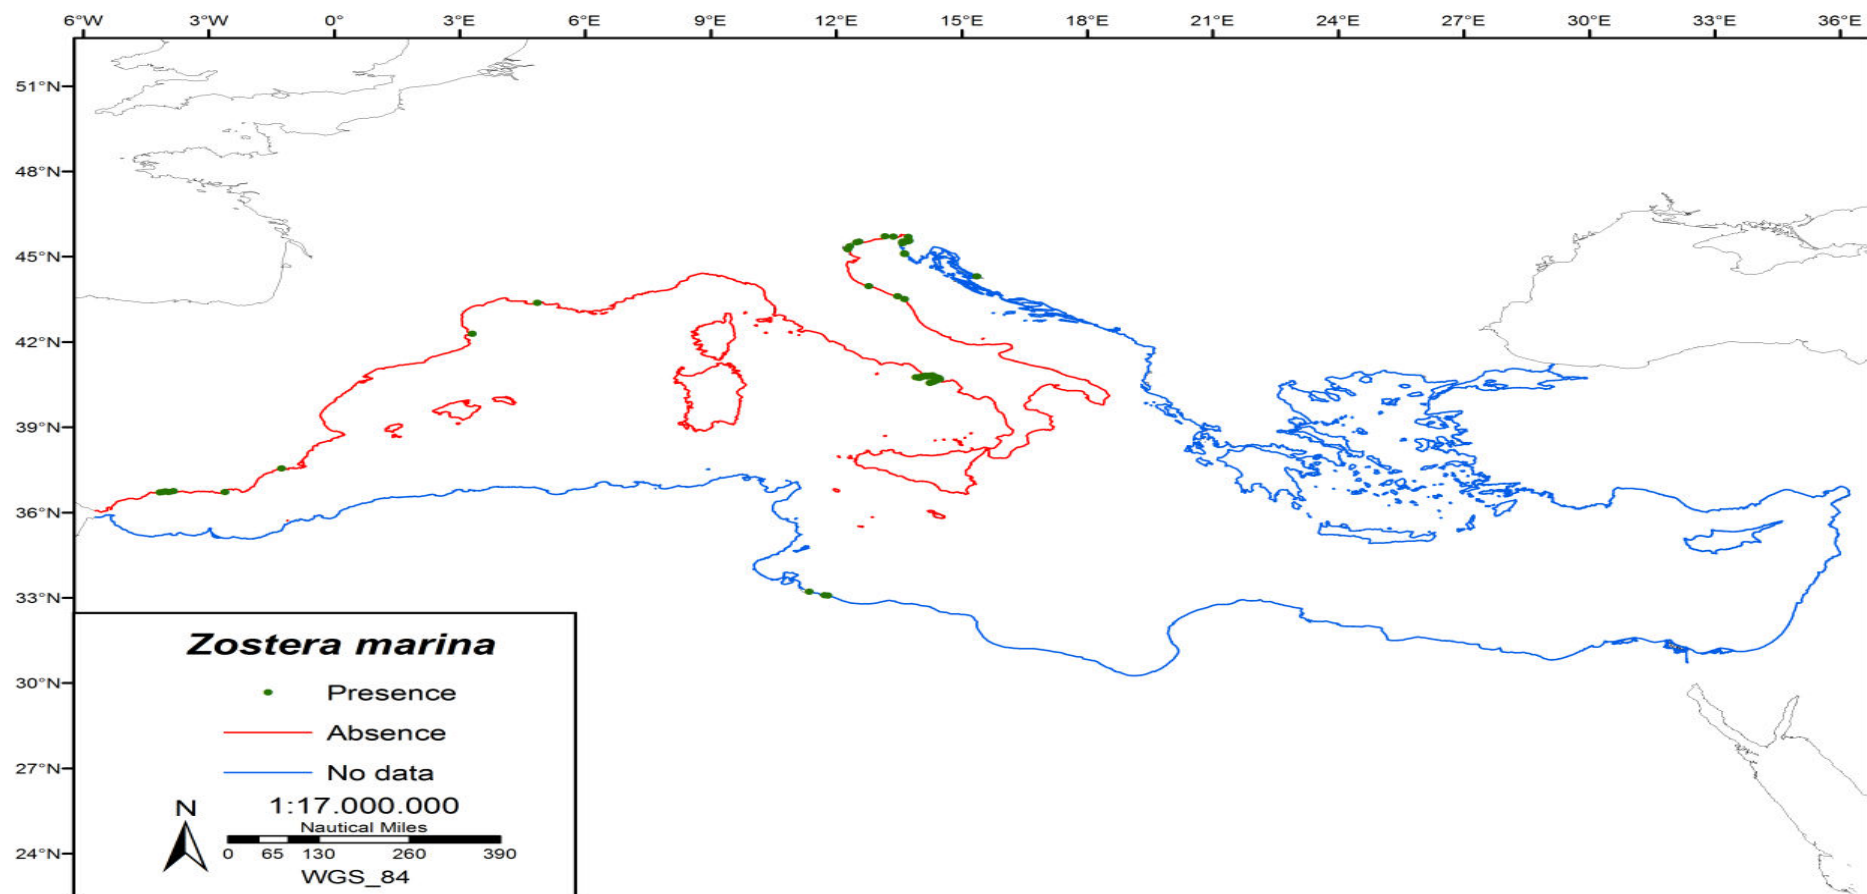 6°W 3°W 0° 3°E 6°E 9°E 12°E 15°E 18°E 21°E 24°E 27°E 30°E 33°E 36°E
51°N
48°N
45°N
42°N
39°N
36°N
33°N
30°N
27°N
24°N
Zostera marina
Presence
Absence
No data
N
1:17.000.000
Nautical Miles
0 65 130 260 390
WGS_84